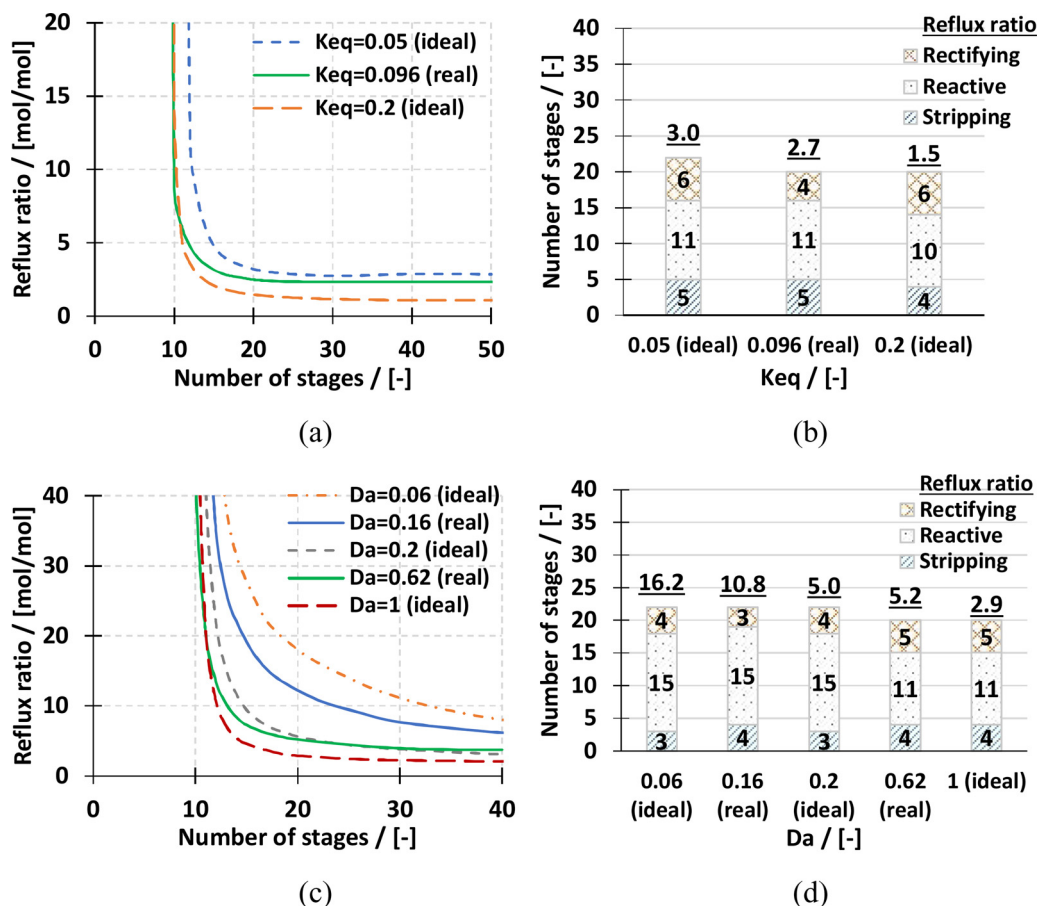 20
15
10
5
0
Reflux ratio / [mol/mol]
Keq=0.05 (ideal)
Keq=0.096 (real)
Keq=0.2 (ideal)
0 10 20 30 40 50
Number of stages / [-]
(a)
40
35
30
25
20
15
10
5
0
Number of stages / [-]
Reflux ratio
Rectifying
Reactive
Stripping
3.0 2.7 1.5
6 4 6
11 11 10
5 5 4
0.05 (ideal) 0.096 (real) 0.2 (ideal)
Keq / [-]
(b)
40
30
20
10
0
Reflux ratio / [mol/mol]
Da=0.06 (ideal)
Da=0.16 (real)
Da=0.2 (ideal)
Da=0.62 (real)
Da=1 (ideal)
0 10 20 30 40
Number of stages / [-]
(c)
40
35
30
25
20
15
10
5
0
Number of stages / [-]
Reflux ratio
Rectifying
Reactive
Stripping
16.2 10.8 5.0 5.2 2.9
4 3 4 5 5
15 15 15 11 11
3 4 3 4 4
0.06 0.16 0.2 0.62 1 (ideal)
(ideal) (real) (ideal) (real)
Da / [-]
(d)